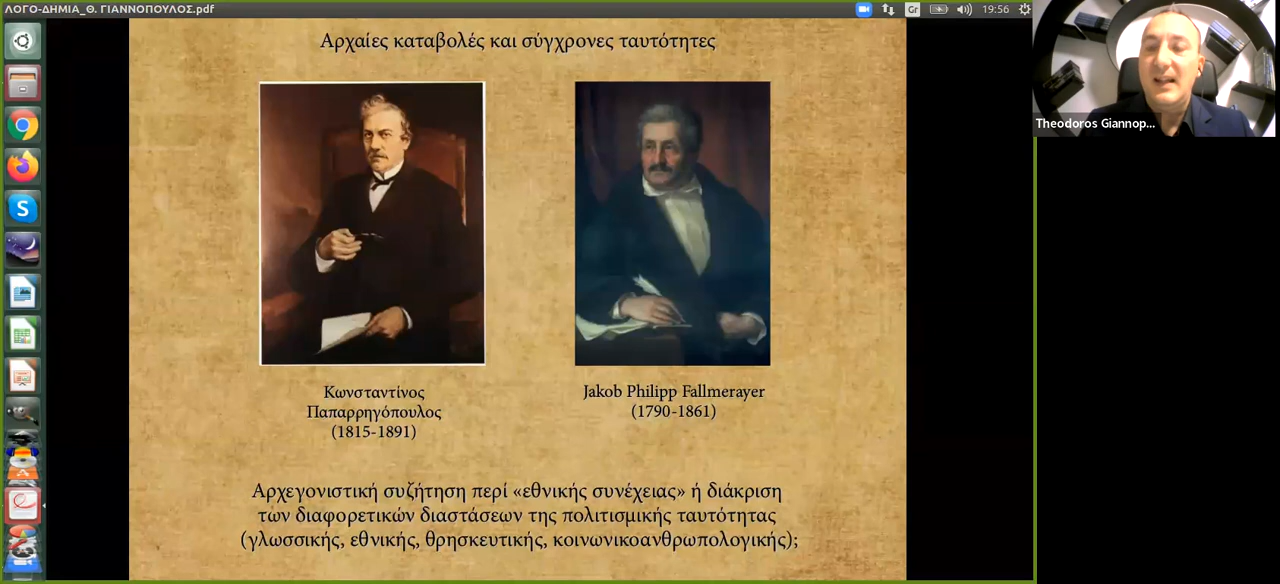 ΛΟΓΟ-ΔΗΜΙΑ_Θ. ΓΙΑΝΝΟΠΟΥΛΟΣ.pdf
Gr
19:56
Αρχαίες καταβολές και σύγχρονες ταυτότητες
Theodoros Giannop...
Κωνσταντίνος
Παπαρρηγόπουλος
(1815-1891)
Jakob Philipp Fallmerayer
(1790-1861)
Αρχεγονιστική συζήτηση περί «εθνικής συνέχειας» ή διάκριση
των διαφορετικών διαστάσεων της πολιτισμικής ταυτότητας
(γλωσσικής, εθνικής, θρησκευτικής, κοινωνικοανθρωπολογικής);